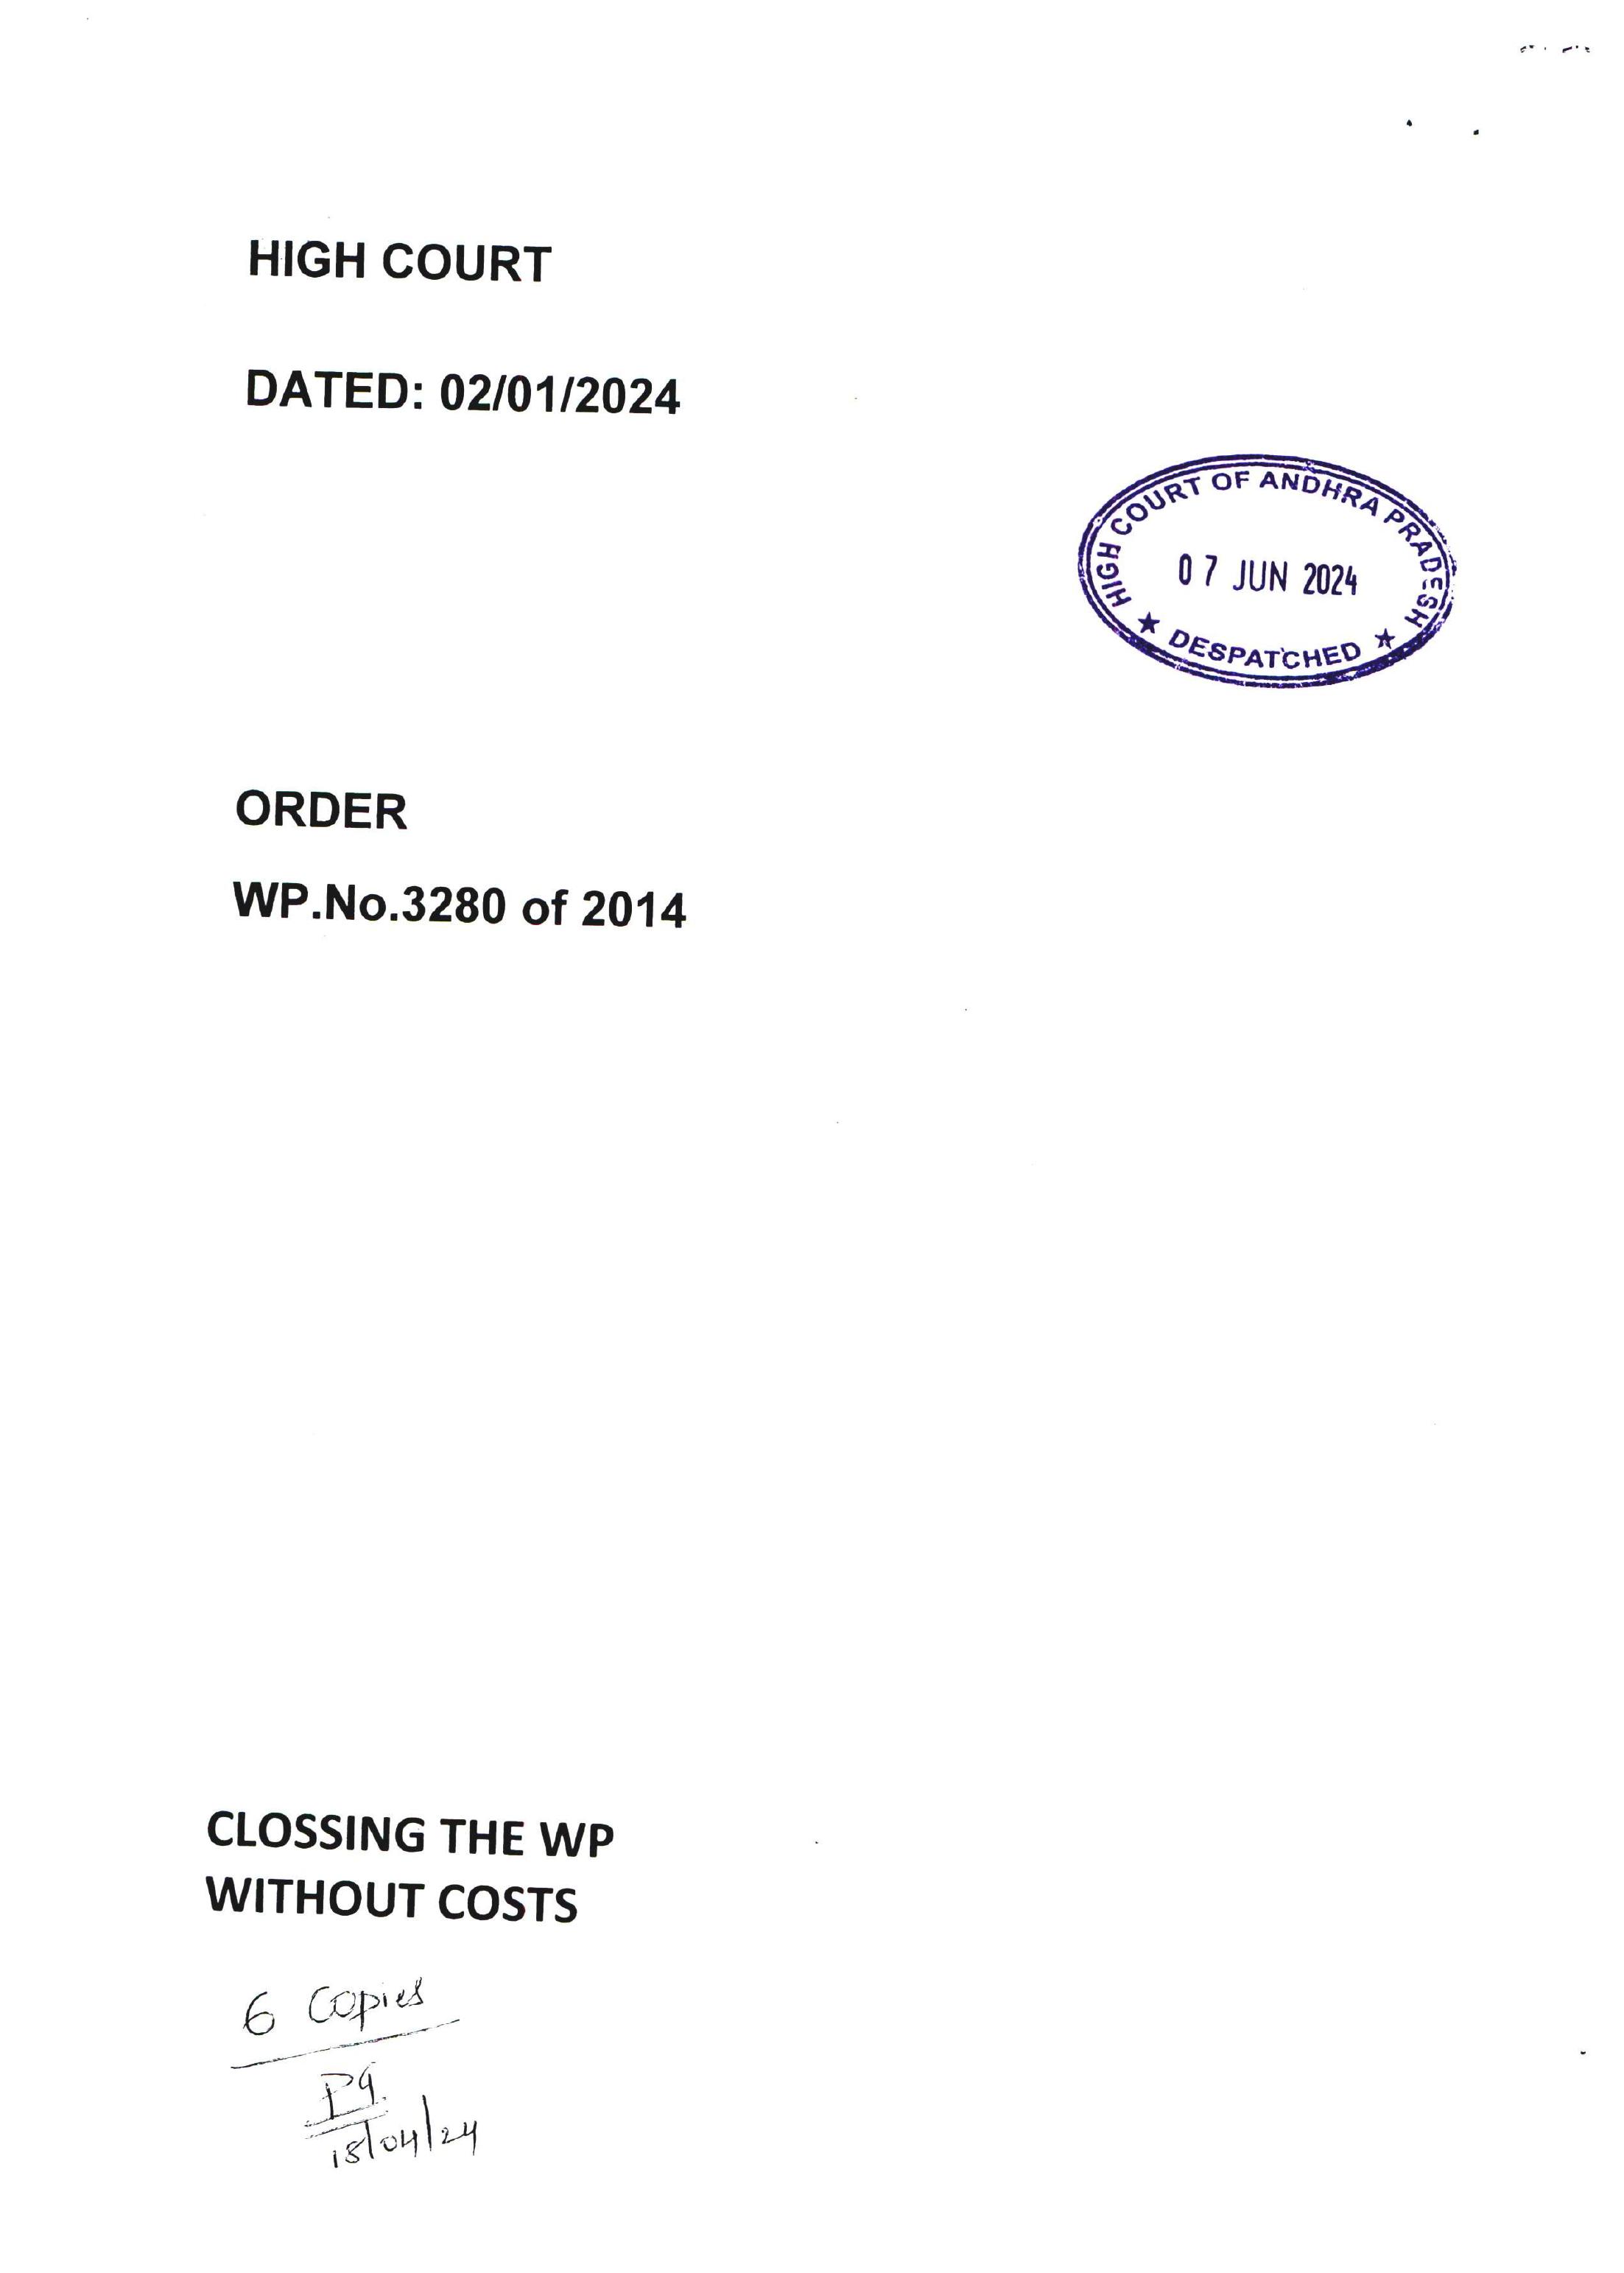 HIGH COURT
DATED: 02/01/2024
HIGH COURT OF ANDHRA PRADESH
07 JUN 2024
★ DESPATCHED ★
ORDER
WP.No.3280 of 2014
CLOSSING THE WP
WITHOUT COSTS
6 Copies
18/04/24